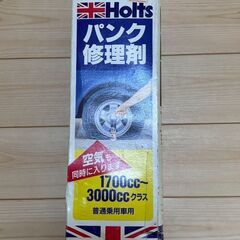 Holts
パンク
修理剤
空気も
同時に入ります
1700cc〜
3000ccクラス
普通乗用車用